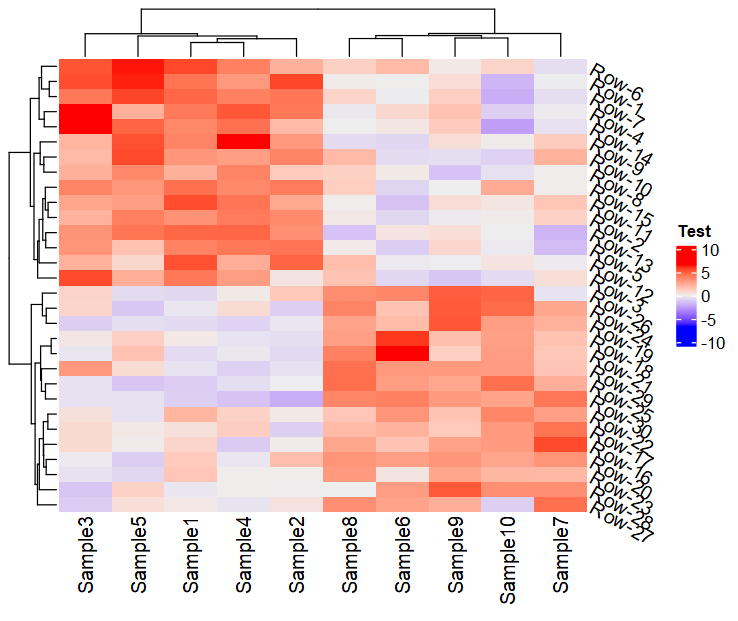 Row-6
Row-1
Row-7
Row-4
Row-14
Row-9
Row-10
Row-8
Row-15
Row-11
Row-2
Row-13
Row-5
Row-12
Row-3
Row-26
Row-24
Row-19
Row-18
Row-21
Row-29
Row-25
Row-30
Row-22
Row-17
Row-16
Row-20
Row-23
Row-28
Row-27
Sample3
Sample5
Sample1
Sample4
Sample2
Sample8
Sample6
Sample9
Sample10
Sample7
Test
10
5
0
-5
-10